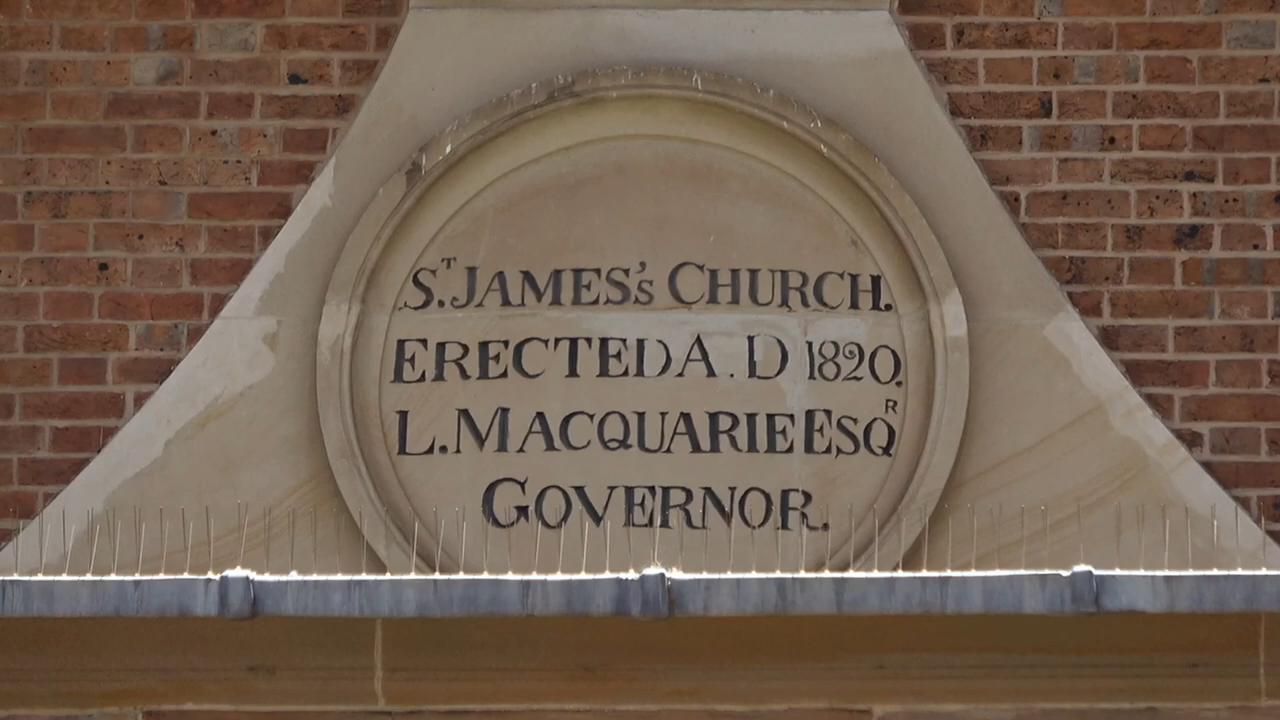 Sᵀ. JAMES's CHURCH.
ERECTED A. D 1820.
L. MACQUARIE ESQᴿ
GOVERNOR.